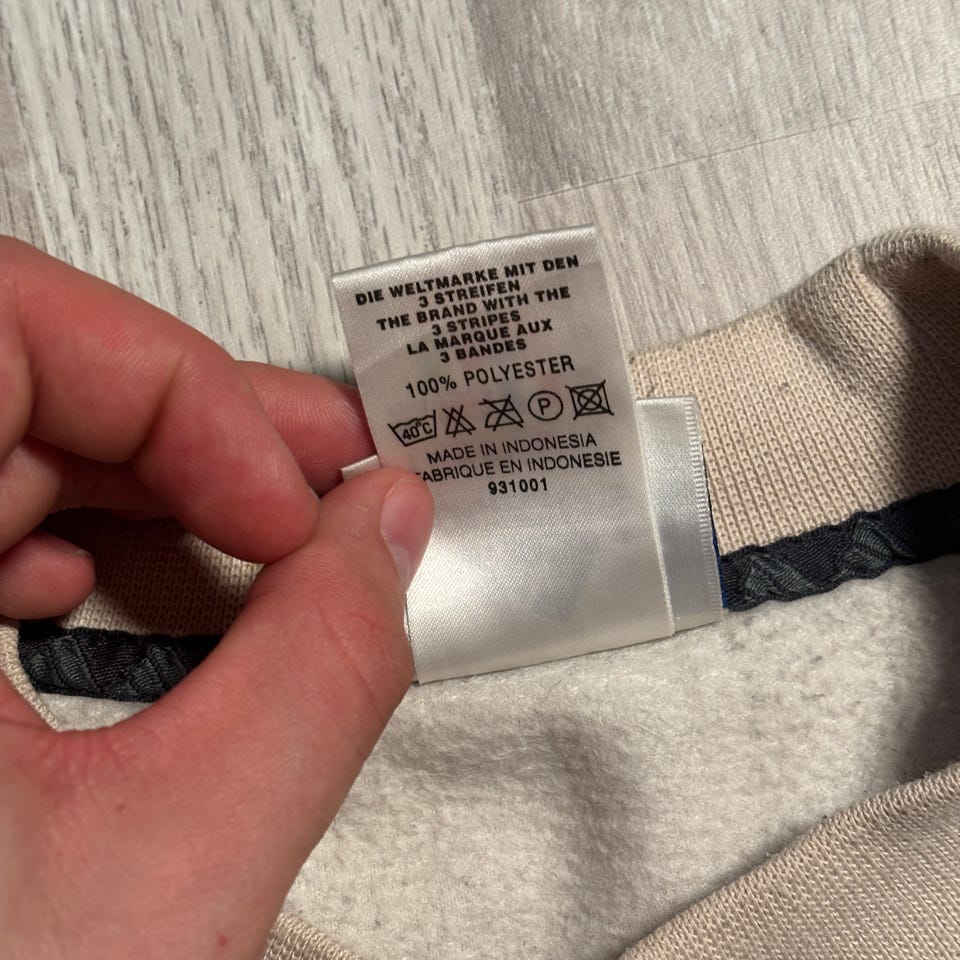 DIE WELTMARKE MIT DEN
3 STREIFEN
THE BRAND WITH THE
3 STRIPES
LA MARQUE AUX
3 BANDES
100% POLYESTER
40°C P
MADE IN INDONESIA
FABRIQUE EN INDONESIE
931001